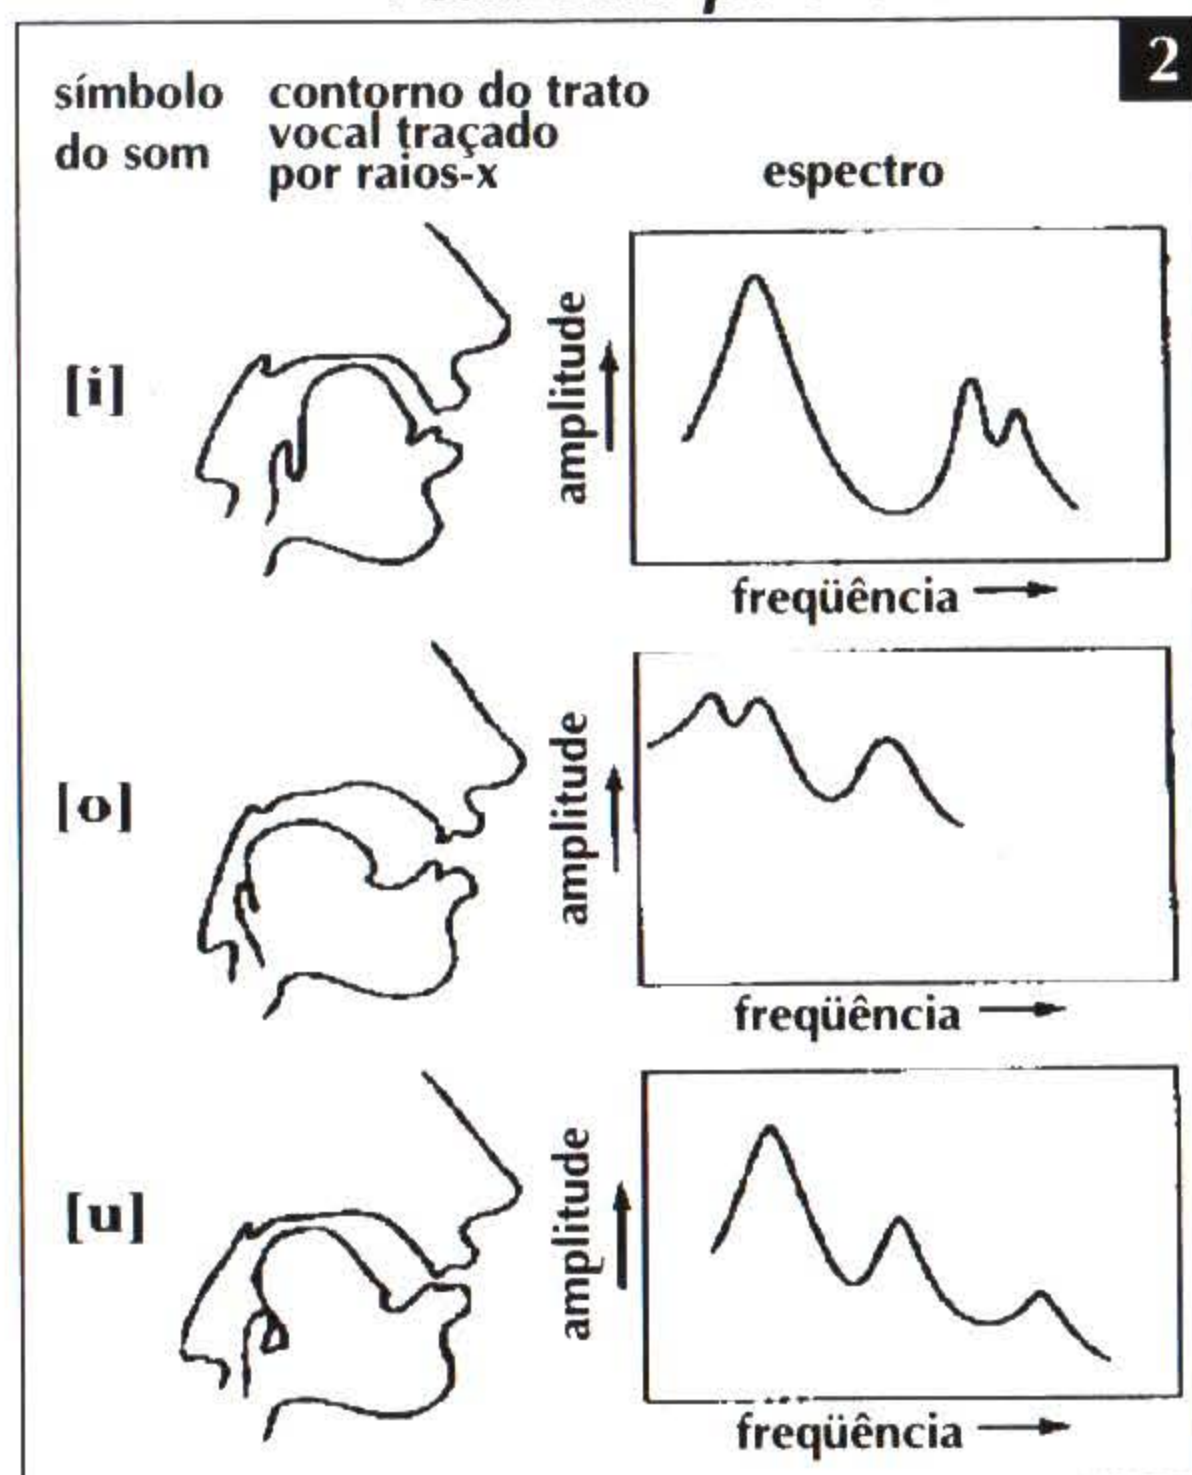 2
símbolo
do som
contorno do trato
vocal traçado
por raios-x
espectro
[i]
amplitude
freqüência
[o]
amplitude
freqüência
[u]
amplitude
freqüência